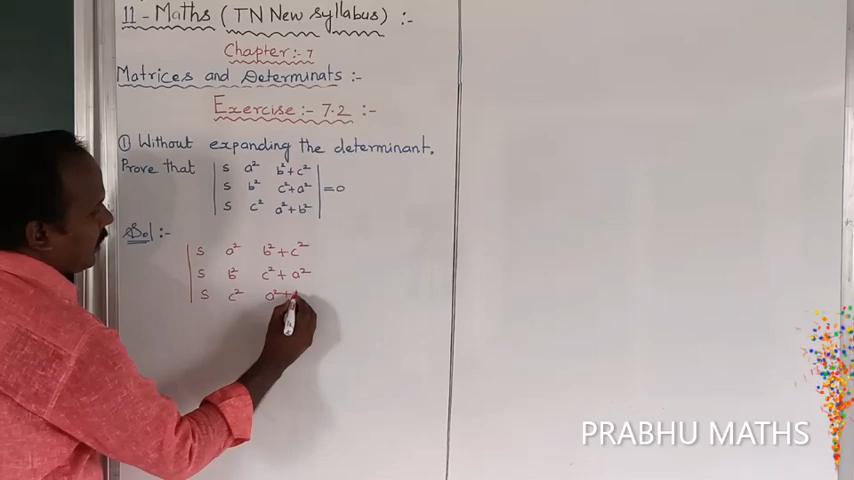 11 - Maths (TN New syllabus) :-
Chapter :- 7
Matrices and Determinats :-
Exercise :- 7.2 :-
① Without expanding the determinant.
Prove that | s a² b²+c² |
| s b² c²+a² | = 0
| s c² a²+b² |
Sol :-
| s a² b²+c²
| s b² c²+a²
| s c² a²+
PRABHU MATHS